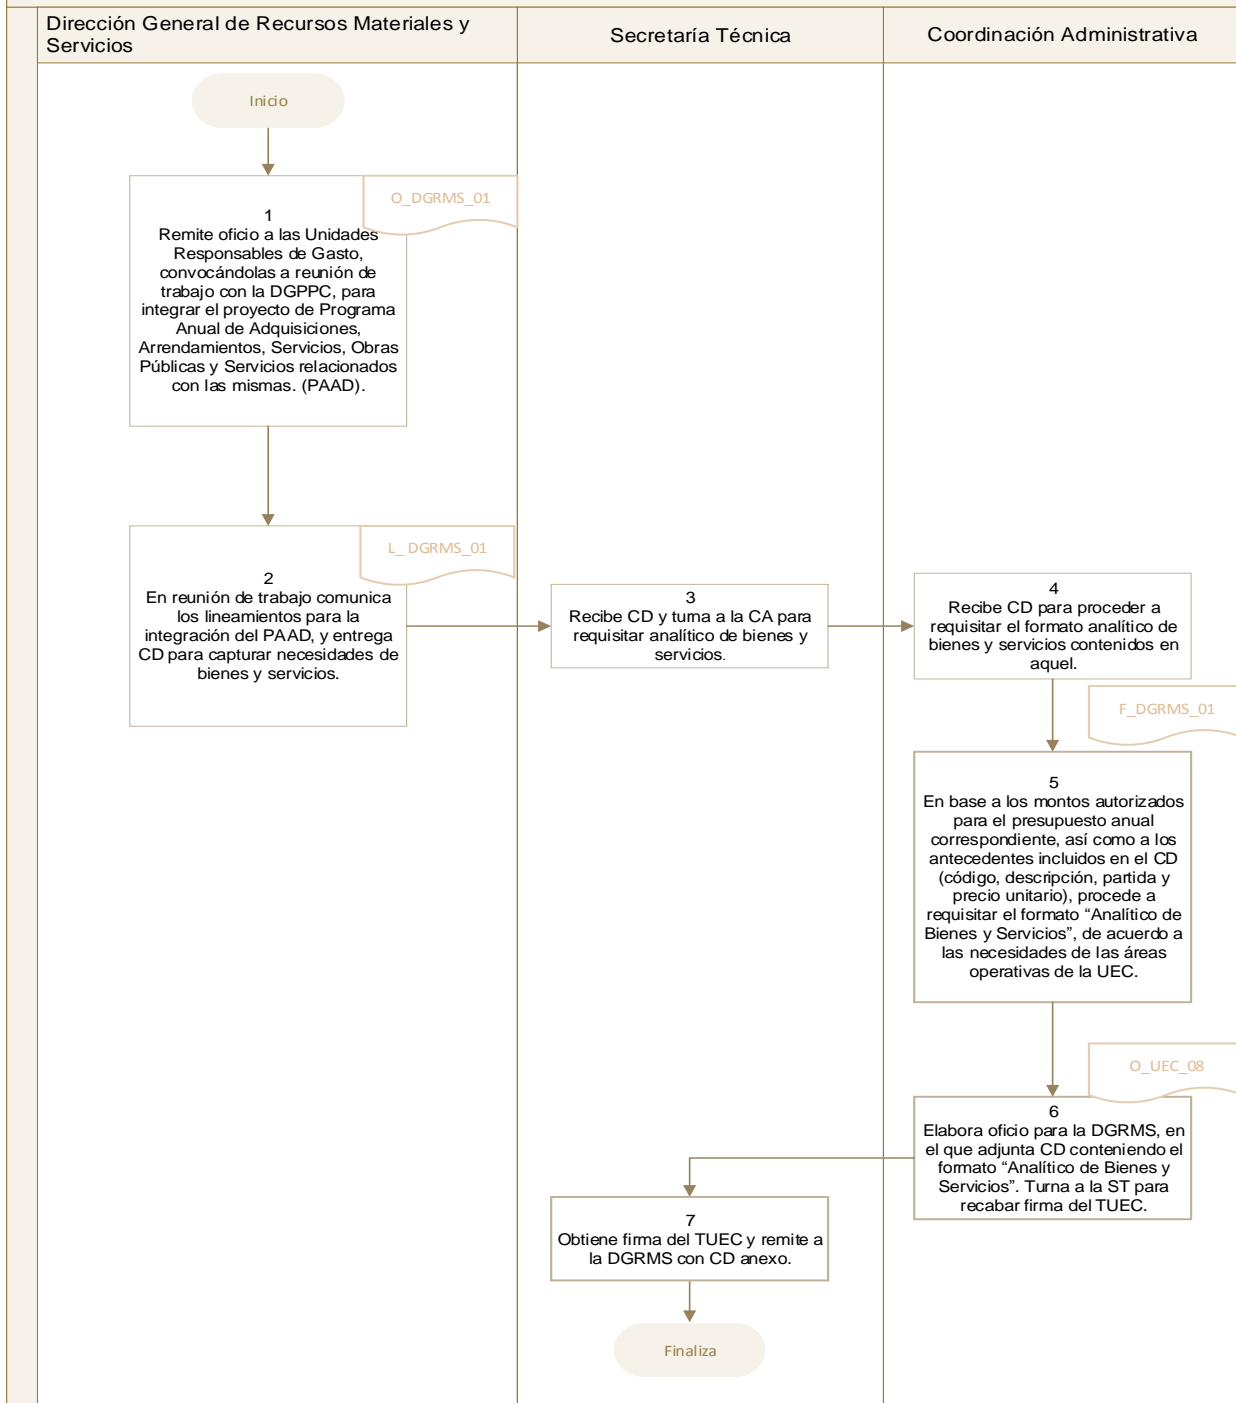 Dirección General de Recursos Materiales y
Servicios
Secretaría Técnica
Coordinación Administrativa
Inicio
O_DGRMS_01
1
Remite oficio a las Unidades
Responsables de Gasto,
convocándolas a reunión de
trabajo con la DGPPC, para
integrar el proyecto de Programa
Anual de Adquisiciones,
Arrendamientos, Servicios, Obras
Públicas y Servicios relacionados
con las mismas. (PAAD).
L_ DGRMS_01
2
En reunión de trabajo comunica
los lineamientos para la
integración del PAAD, y entrega
CD para capturar necesidades de
bienes y servicios.
3
Recibe CD y turna a la CA para
requisitar analítico de bienes y
servicios.
4
Recibe CD para proceder a
requisitar el formato analítico de
bienes y servicios contenidos en
aquel.
F_DGRMS_01
5
En base a los montos autorizados
para el presupuesto anual
correspondiente, así como a los
antecedentes incluidos en el CD
(código, descripción, partida y
precio unitario), procede a
requisitar el formato “Analítico de
Bienes y Servicios”, de acuerdo a
las necesidades de las áreas
operativas de la UEC.
O_UEC_08
6
Elabora oficio para la DGRMS, en
el que adjunta CD conteniendo el
formato “Analítico de Bienes y
Servicios”. Turna a la ST para
recabar firma del TUEC.
7
Obtiene firma del TUEC y remite a
la DGRMS con CD anexo.
Finaliza